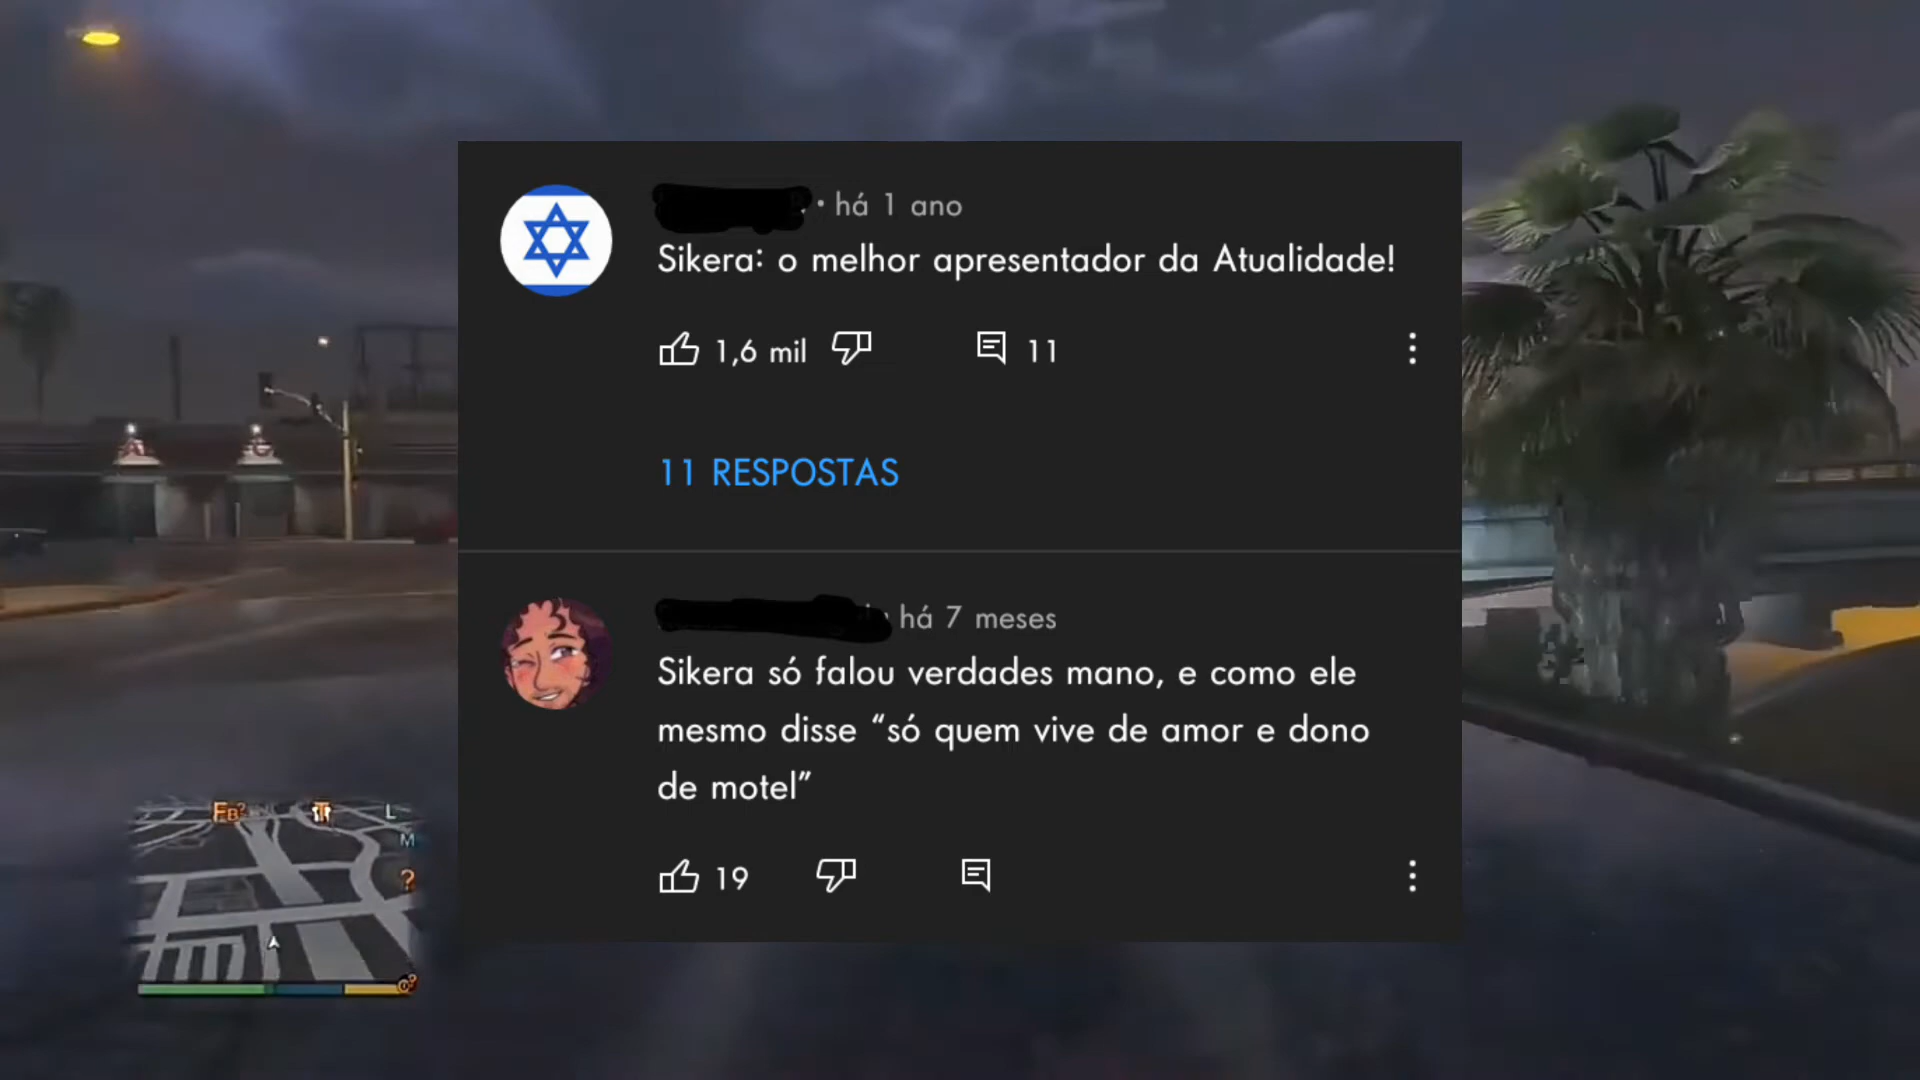 • há 1 ano
Sikera: o melhor apresentador da Atualidade!
1,6 mil
11
11 RESPOSTAS
há 7 meses
Sikera só falou verdades mano, e como ele
mesmo disse “só quem vive de amor e dono
de motel”
19
FB?
L
M
?